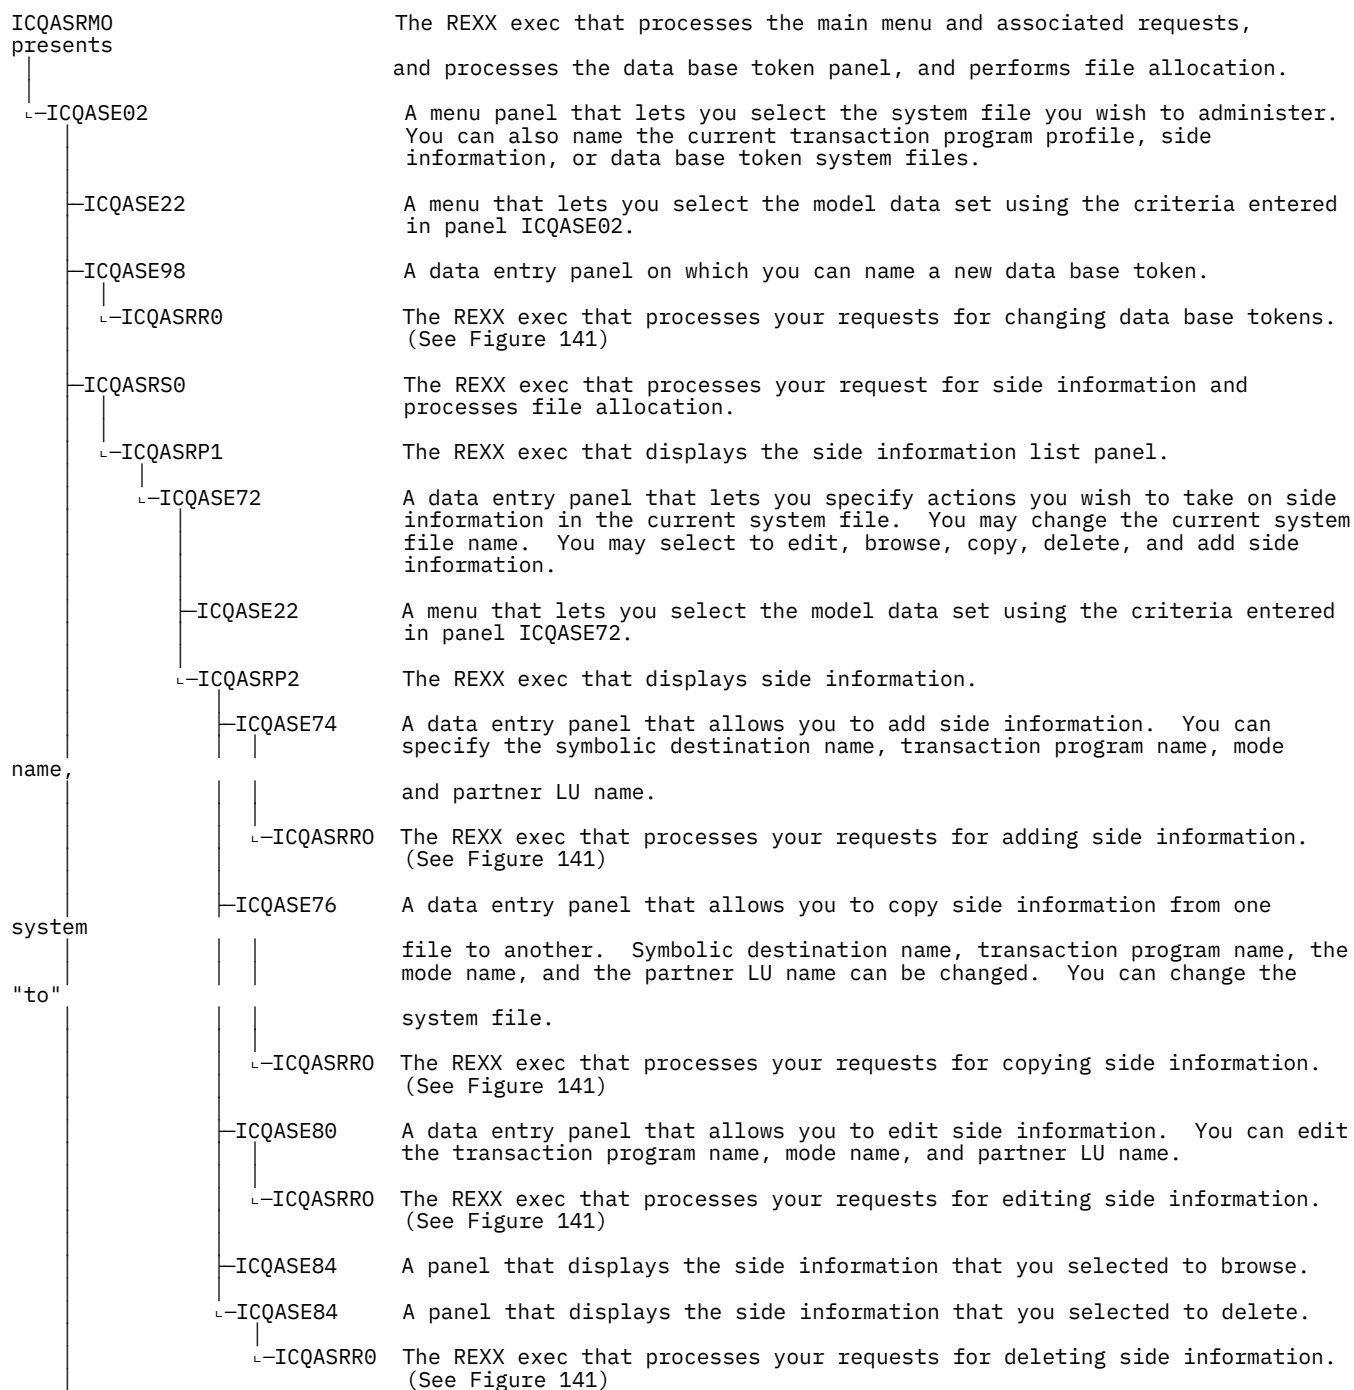 ICQASRMO The REXX exec that processes the main menu and associated requests,
presents
and processes the data base token panel, and performs file allocation.
ICQASE02 A menu panel that lets you select the system file you wish to administer.
You can also name the current transaction program profile, side
information, or data base token system files.
ICQASE22 A menu that lets you select the model data set using the criteria entered
in panel ICQASE02.
ICQASE98 A data entry panel on which you can name a new data base token.
ICQASRR0 The REXX exec that processes your requests for changing data base tokens.
(See Figure 141)
ICQASRS0 The REXX exec that processes your request for side information and
processes file allocation.
ICQASRP1 The REXX exec that displays the side information list panel.
ICQASE72 A data entry panel that lets you specify actions you wish to take on side
information in the current system file. You may change the current system
file name. You may select to edit, browse, copy, delete, and add side
information.
ICQASE22 A menu that lets you select the model data set using the criteria entered
in panel ICQASE72.
ICQASRP2 The REXX exec that displays side information.
ICQASE74 A data entry panel that allows you to add side information. You can
specify the symbolic destination name, transaction program name, mode
name,
and partner LU name.
ICQASRRO The REXX exec that processes your requests for adding side information.
(See Figure 141)
ICQASE76 A data entry panel that allows you to copy side information from one
system
file to another. Symbolic destination name, transaction program name, the
mode name, and the partner LU name can be changed. You can change the
"to"
system file.
ICQASRRO The REXX exec that processes your requests for copying side information.
(See Figure 141)
ICQASE80 A data entry panel that allows you to edit side information. You can edit
the transaction program name, mode name, and partner LU name.
ICQASRRO The REXX exec that processes your requests for editing side information.
(See Figure 141)
ICQASE84 A panel that displays the side information that you selected to browse.
ICQASE84 A panel that displays the side information that you selected to delete.
ICQASRR0 The REXX exec that processes your requests for deleting side information.
(See Figure 141)